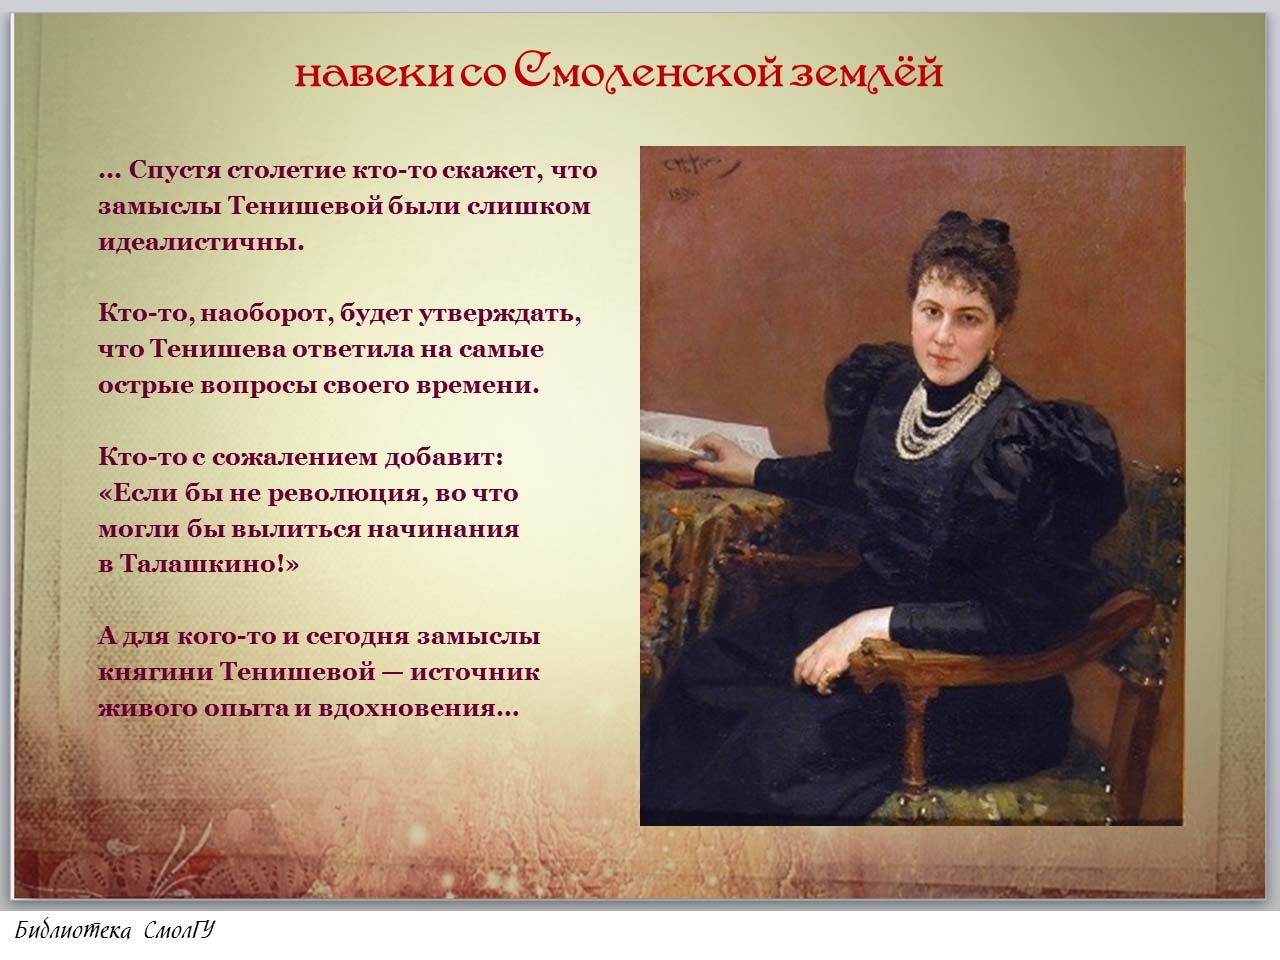 навеки со Смоленской землёй
... Спустя столетие кто-то скажет, что
замыслы Тенишевой были слишком
идеалистичны.
Кто-то, наоборот, будет утверждать,
что Тенишева ответила на самые
острые вопросы своего времени.
Кто-то с сожалением добавит:
«Если бы не революция, во что
могли бы вылиться начинания
в Талашкино!»
А для кого-то и сегодня замыслы
княгини Тенишевой — источник
живого опыта и вдохновения...
Библиотека СмолГУ